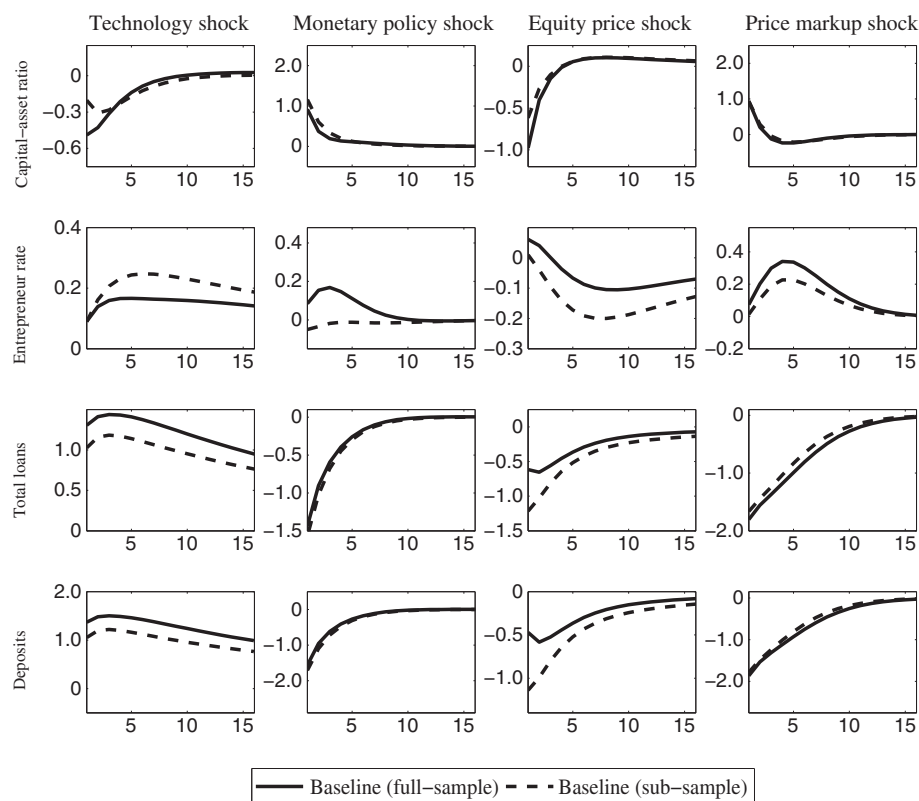 Technology shock Monetary policy shock Equity price shock Price markup shock
Capital–asset ratio
0 −0.3 −0.6
5 10 15
2.0 1.0 0
5 10 15
0 −0.5 −1.0
5 10 15
2.0 1.0 0
5 10 15
Entrepreneur rate
0.4 0.2 0
5 10 15
0.4 0.2 0
5 10 15
0 −0.1 −0.2 −0.3
5 10 15
0.4 0.2 0 −0.2
5 10 15
Total loans
1.0 0.5 0
5 10 15
0 −0.5 −1.0 −1.5
5 10 15
0 −0.5 −1.0 −1.5
5 10 15
0 −1.0 −2.0
5 10 15
Deposits
2.0 1.0 0
5 10 15
0 −1.0 −2.0
5 10 15
0 −0.5 −1.0
5 10 15
0 −1.0 −2.0
5 10 15
Baseline (full−sample) Baseline (sub−sample)